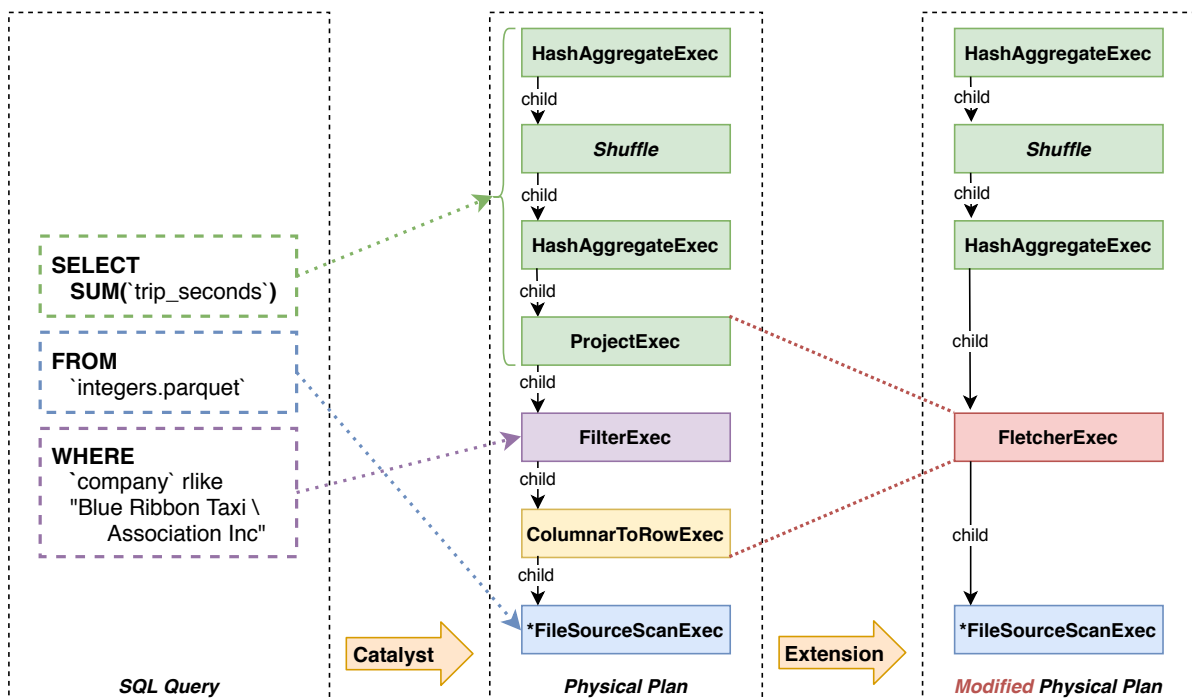 SELECT
SUM(`trip_seconds`)
FROM
`integers.parquet`
WHERE
`company` rlike
"Blue Ribbon Taxi \
Association Inc"
SQL Query
Catalyst
HashAggregateExec
child
Shuffle
child
HashAggregateExec
child
ProjectExec
child
FilterExec
child
ColumnarToRowExec
child
*FileSourceScanExec
Physical Plan
Extension
HashAggregateExec
child
Shuffle
child
HashAggregateExec
child
FletcherExec
child
*FileSourceScanExec
Modified Physical Plan